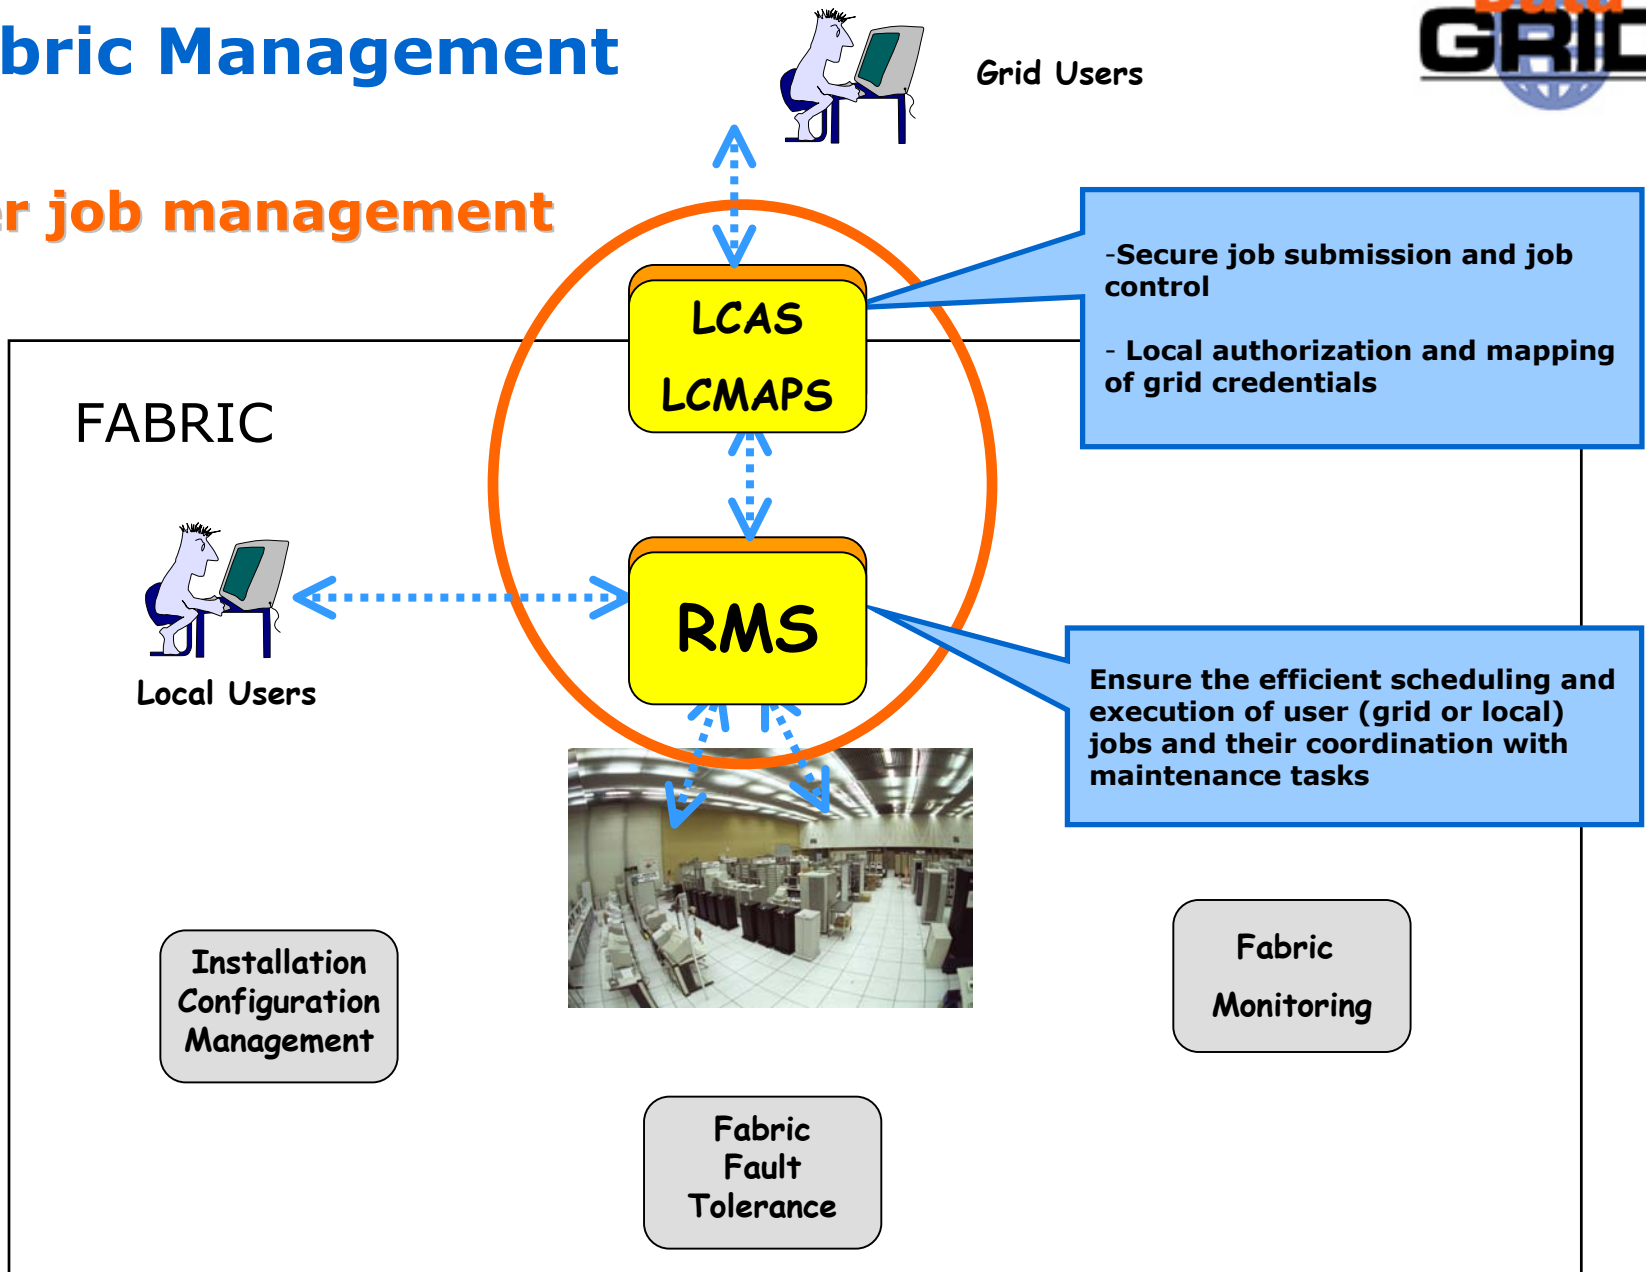 bric Management
Grid Users
Data
GRID
er job management
-Secure job submission and job
control
- Local authorization and mapping
of grid credentials
LCAS
LCMAPS
FABRIC
RMS
Local Users
Ensure the efficient scheduling and
execution of user (grid or local)
jobs and their coordination with
maintenance tasks
Installation
Configuration
Management
Fabric
Monitoring
Fabric
Fault
Tolerance